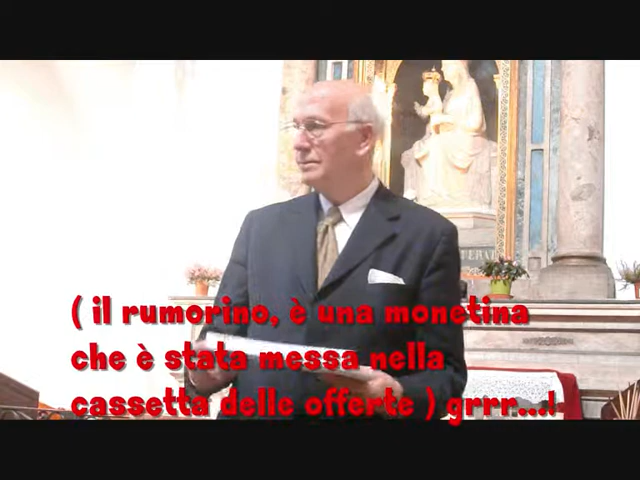 ( il rumorino, è una monetina
che è stata messa nella
cassetta delle offerte ) grrr...!